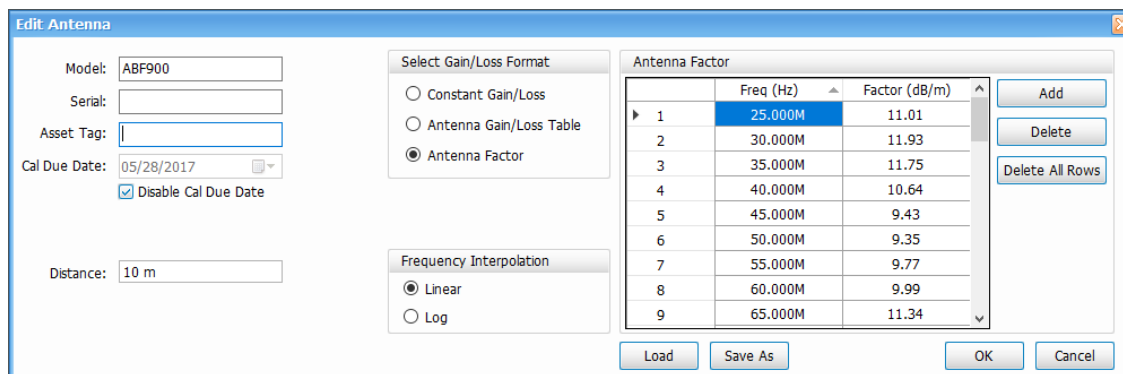 Edit Antenna
Model: ABF900
Serial:
Asset Tag:
Cal Due Date: 05/28/2017
Disable Cal Due Date
Distance: 10 m
Select Gain/Loss Format
Constant Gain/Loss
Antenna Gain/Loss Table
Antenna Factor
Frequency Interpolation
Linear
Log
Antenna Factor
Freq (Hz) Factor (dB/m)
1 25.000M 11.01
2 30.000M 11.93
3 35.000M 11.75
4 40.000M 10.64
5 45.000M 9.43
6 50.000M 9.35
7 55.000M 9.77
8 60.000M 9.99
9 65.000M 11.34
Add
Delete
Delete All Rows
Load Save As OK Cancel